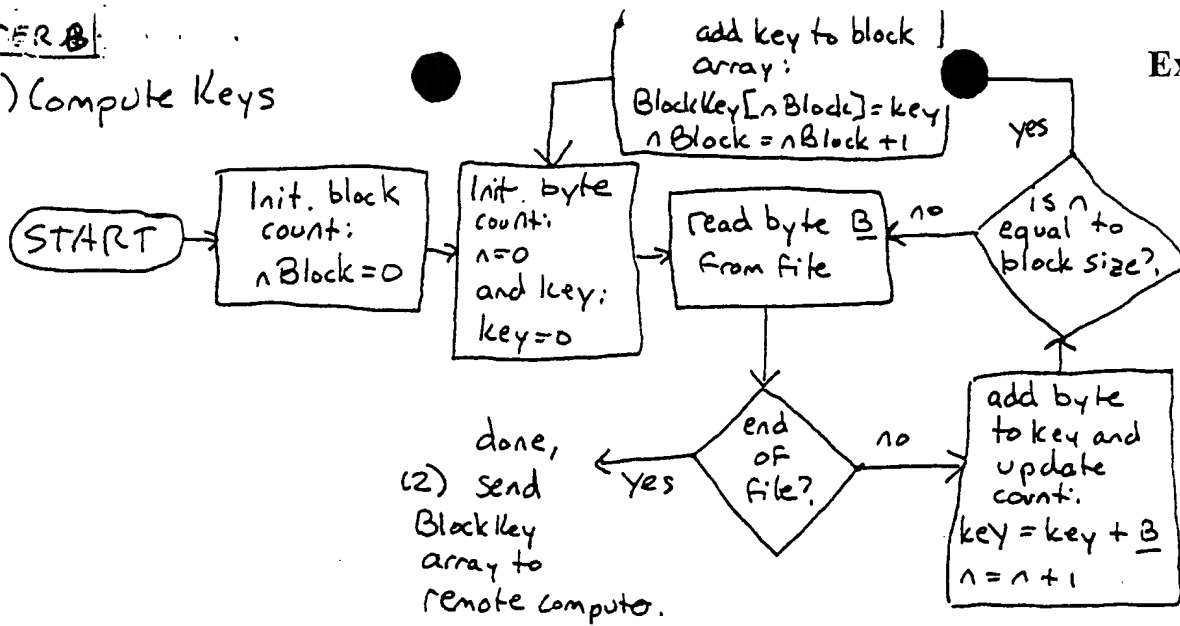 TER B
) Compute Keys
Ex
START
Init. block
count:
nBlock=0
Init. byte
count:
n=0
and key:
key=0
add key to block
array:
BlockKey[nBlock]=key
nBlock=nBlock+1
read byte B
from file
no
is n
equal to
block size?
yes
end
of
file?
no
yes
add byte
to key and
update
count:
key=key+B
n=n+1
done,
(2) send
BlockKey
array to
remote computer.